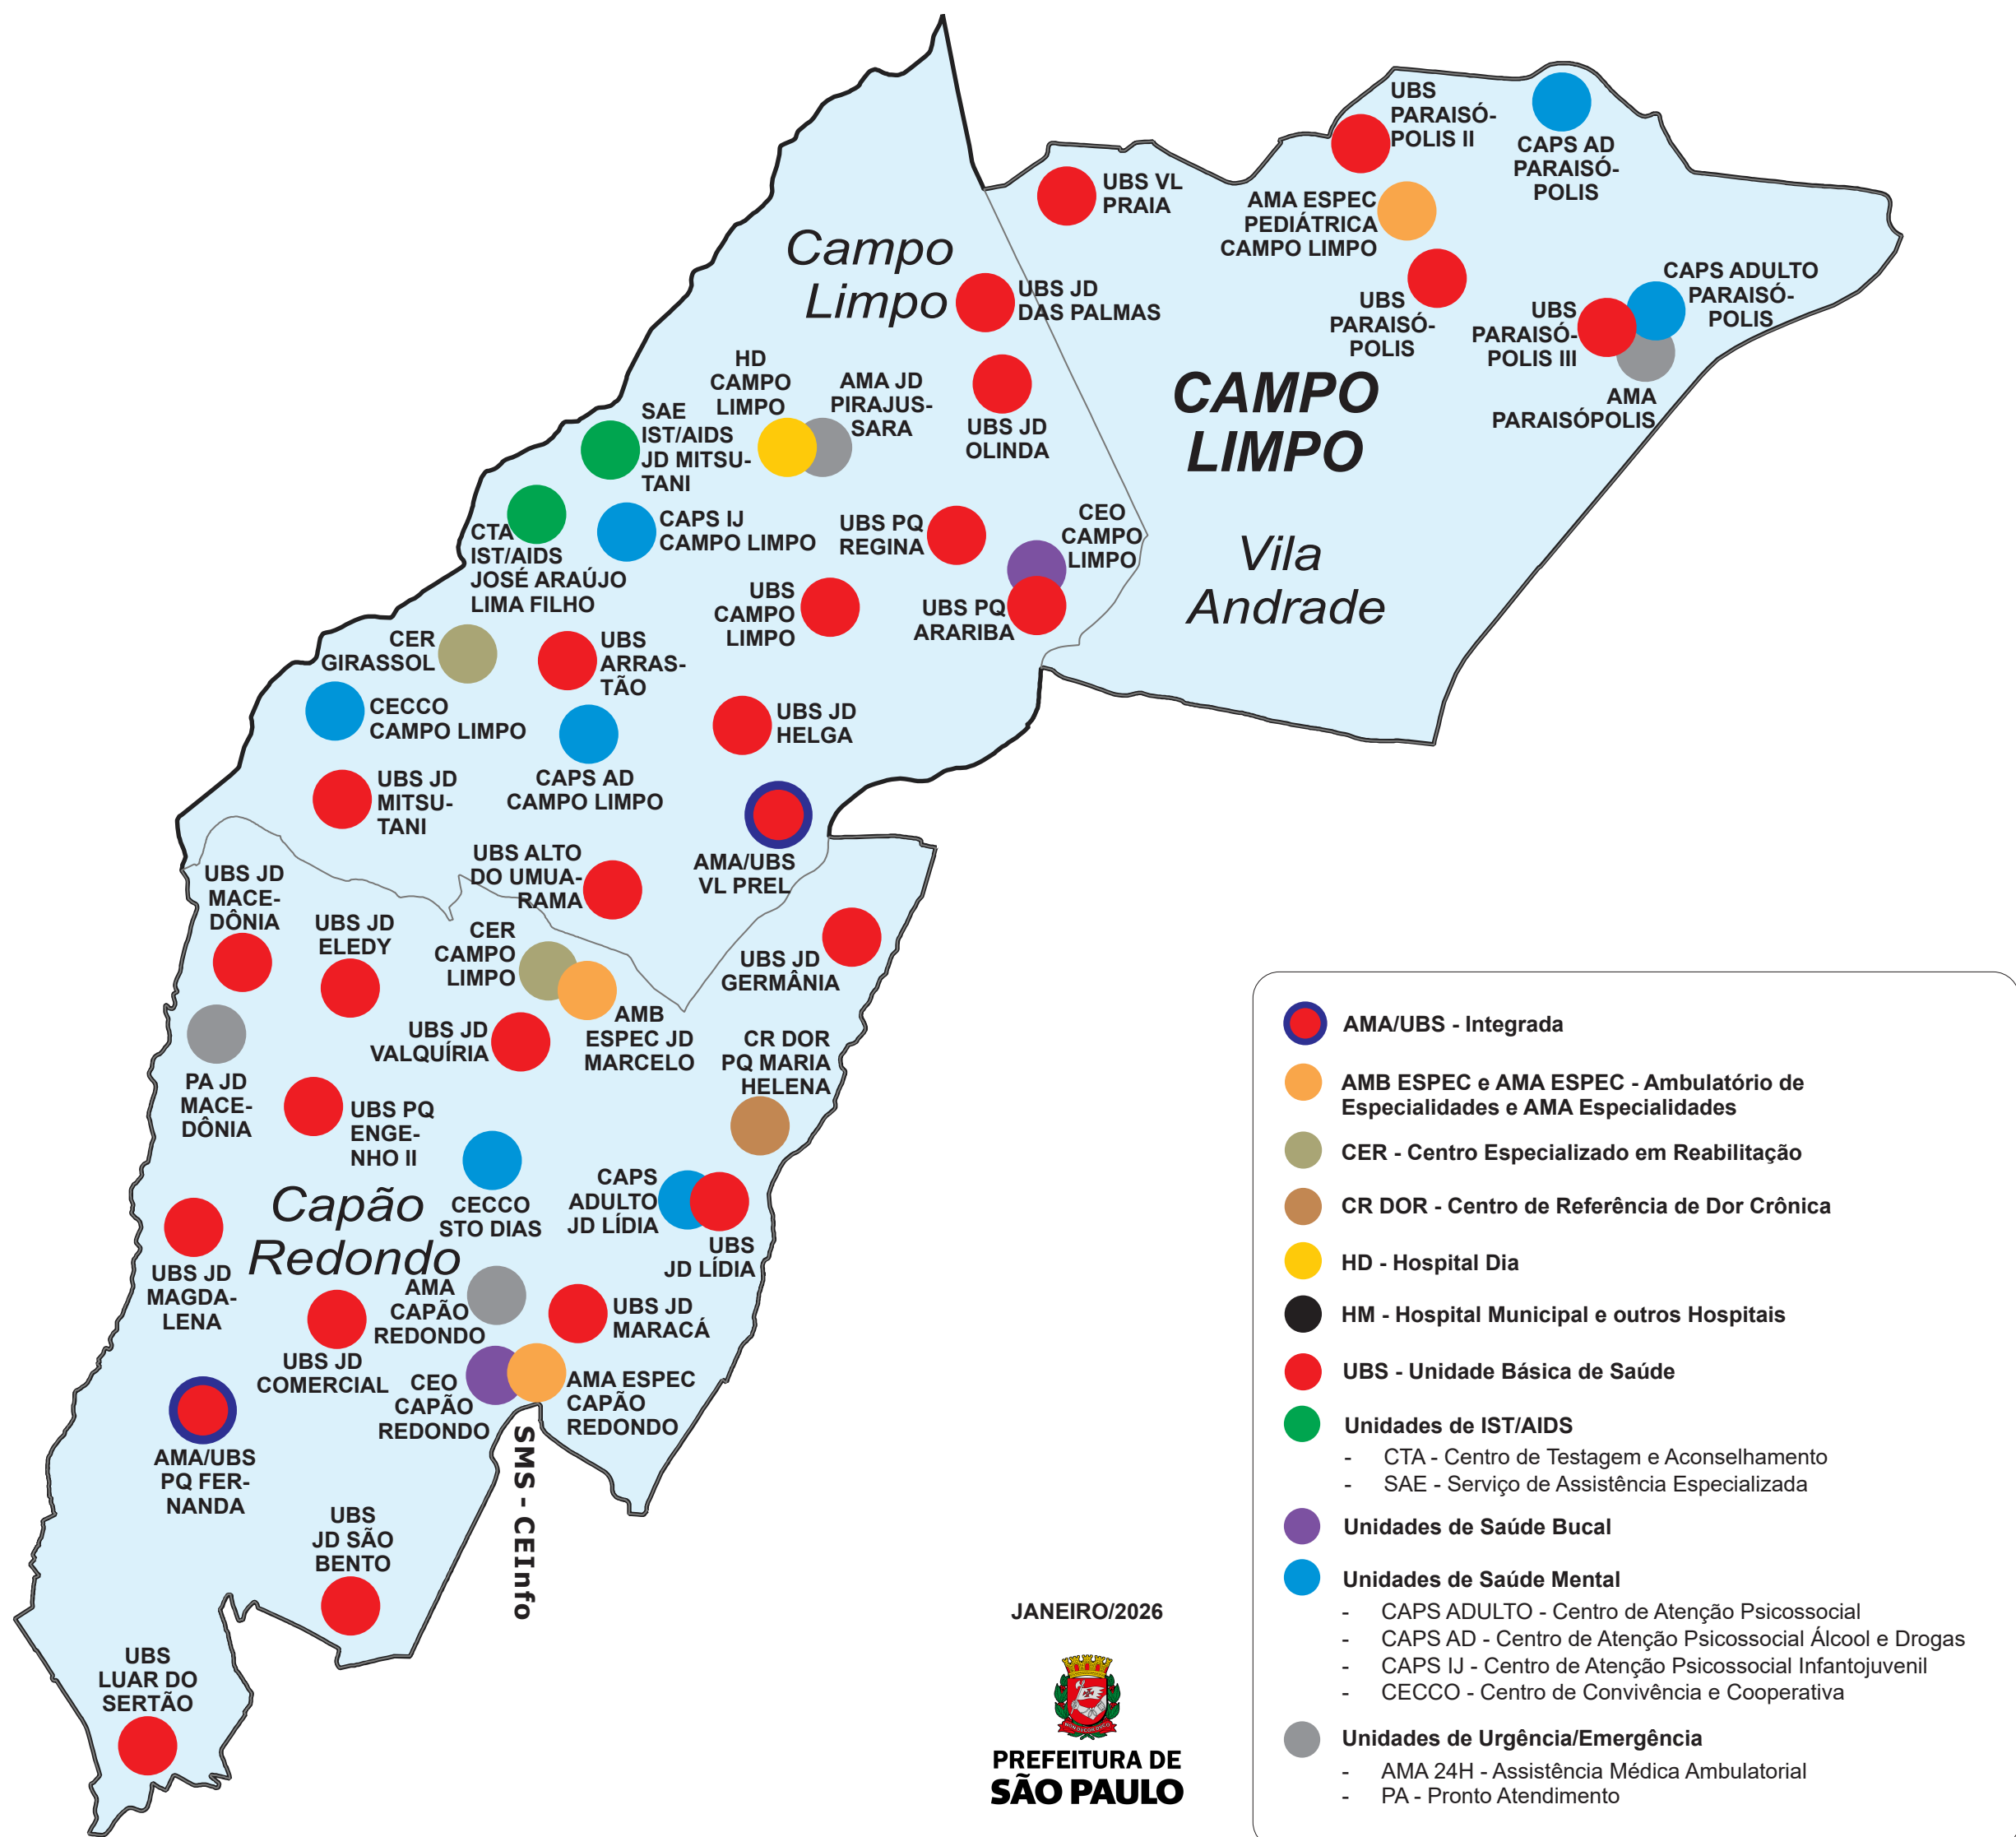 UBS
PARAISÓ-
POLIS II
CAPS AD
PARAISÓ-
POLIS
UBS VL
PRAIA
AMA ESPEC
PEDIÁTRICA
CAMPO LIMPO
Campo
Limpo
UBS JD
DAS PALMAS
UBS
PARAISÓ-
POLIS
CAPS ADULTO
PARAISÓ-
POLIS
UBS
PARAISÓ-
POLIS III
AMA
PARAISÓPOLIS
HD
CAMPO
LIMPO
AMA JD
PIRAJUS-
SARA
SAE
IST/AIDS
JD MITSU-
TANI
UBS JD
OLINDA
CAMPO
LIMPO
CTA
IST/AIDS
JOSÉ ARAÚJO
LIMA FILHO
CAPS IJ
CAMPO LIMPO
UBS PQ
REGINA
CEO
CAMPO
LIMPO
Vila
Andrade
UBS
CAMPO
LIMPO
UBS PQ
ARARIBA
CER
GIRASSOL
UBS
ARRAS-
TÃO
CECCO
CAMPO LIMPO
UBS JD
HELGA
CAPS AD
CAMPO LIMPO
UBS JD
MITSU-
TANI
AMA/UBS
VL PREL
UBS ALTO
DO UMUA-
RAMA
UBS JD
MACE-
DÔNIA
UBS JD
ELEDY
CER
CAMPO
LIMPO
UBS JD
GERMÂNIA
AMB
ESPEC JD
MARCELO
UBS JD
VALQUÍRIA
CR DOR
PQ MARIA
HELENA
PA JD
MACE-
DÔNIA
UBS PQ
ENGE-
NHO II
CECCO
STO DIAS
CAPS
ADULTO
JD LÍDIA
UBS
JD LÍDIA
Capão
Redondo
UBS JD
MAGDA-
LENA
AMA
CAPÃO
REDONDO
UBS JD
MARACÁ
UBS JD
COMERCIAL
CEO
CAPÃO
REDONDO
AMA ESPEC
CAPÃO
REDONDO
AMA/UBS
PQ FER-
NANDA
SMS - CEInfo
UBS
JD SÃO
BENTO
UBS
LUAR DO
SERTÃO
JANEIRO/2026
PREFEITURA DE
SÃO PAULO
AMA/UBS - Integrada
AMB ESPEC e AMA ESPEC - Ambulatório de
Especialidades e AMA Especialidades
CER - Centro Especializado em Reabilitação
CR DOR - Centro de Referência de Dor Crônica
HD - Hospital Dia
HM - Hospital Municipal e outros Hospitais
UBS - Unidade Básica de Saúde
Unidades de IST/AIDS
- CTA - Centro de Testagem e Aconselhamento
- SAE - Serviço de Assistência Especializada
Unidades de Saúde Bucal
Unidades de Saúde Mental
- CAPS ADULTO - Centro de Atenção Psicossocial
- CAPS AD - Centro de Atenção Psicossocial Álcool e Drogas
- CAPS IJ - Centro de Atenção Psicossocial Infantojuvenil
- CECCO - Centro de Convivência e Cooperativa
Unidades de Urgência/Emergência
- AMA 24H - Assistência Médica Ambulatorial
- PA - Pronto Atendimento